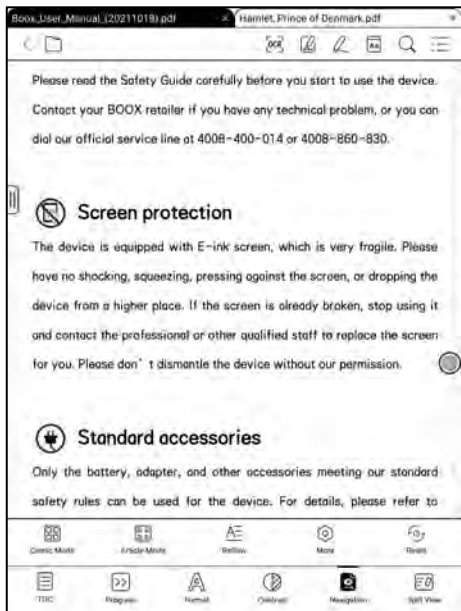 Boox_User_Manual_(20211018).pdf
Hamlet, Prince of Denmark.pdf
OCR
Aa
Please read the Safety Guide carefully before you start to use the device.
Contact your BOOX retailer if you have any technical problem, or you can
dial our official service line at 4008-400-014 or 4008-860-830.
Screen protection
The device is equipped with E-ink screen, which is very fragile. Please
have no shocking, squeezing, pressing against the screen, or dropping the
device from a higher place. If the screen is already broken, stop using it
and contact the professional or other qualified staff to replace the screen
for you. Please don't dismantle the device without our permission.
Standard accessories
Only the battery, adapter, and other accessories meeting our standard
safety rules can be used for the device. For details, please refer to
Comic Mode Article Mode Reflow More Reset
TOC Progress Format Contrast Navigation Split View